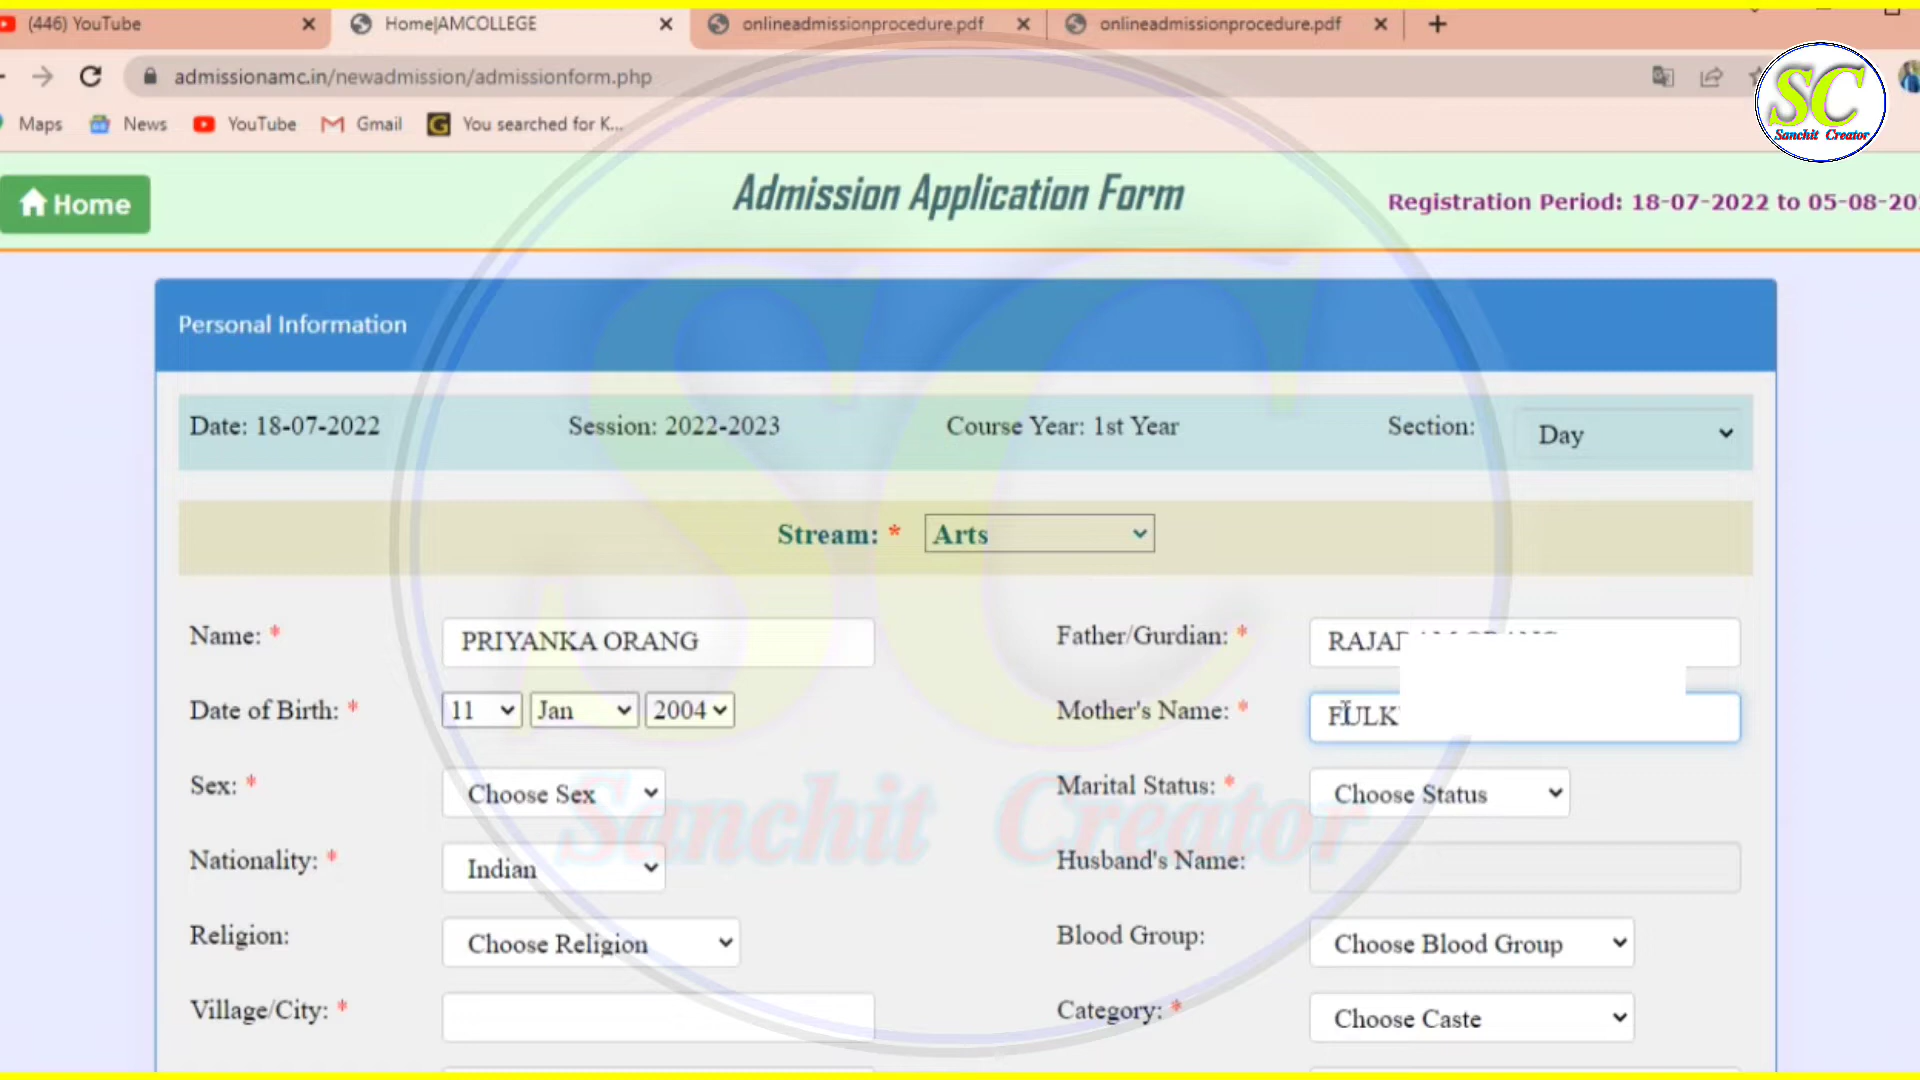 (446) YouTube
Home|AMCOLLEGE
onlineadmissionprocedure.pdf
onlineadmissionprocedure.pdf
admissionamc.in/newadmission/admissionform.php
Maps
News
YouTube
Gmail
You searched for K...
SC
Sanchit Creator
Home
Admission Application Form
Registration Period: 18-07-2022 to 05-08-20
Personal Information
Date: 18-07-2022
Session: 2022-2023
Course Year: 1st Year
Section:
Day
Stream: *
Arts
Name: *
PRIYANKA ORANG
Father/Gurdian: *
Date of Birth: *
11
Jan
2004
Mother's Name: *
Sex: *
Choose Sex
Marital Status: *
Choose Status
Nationality: *
Indian
Husband's Name:
Religion:
Choose Religion
Blood Group:
Choose Blood Group
Village/City: *
Category: *
Choose Caste
SC
Sanchit Creator